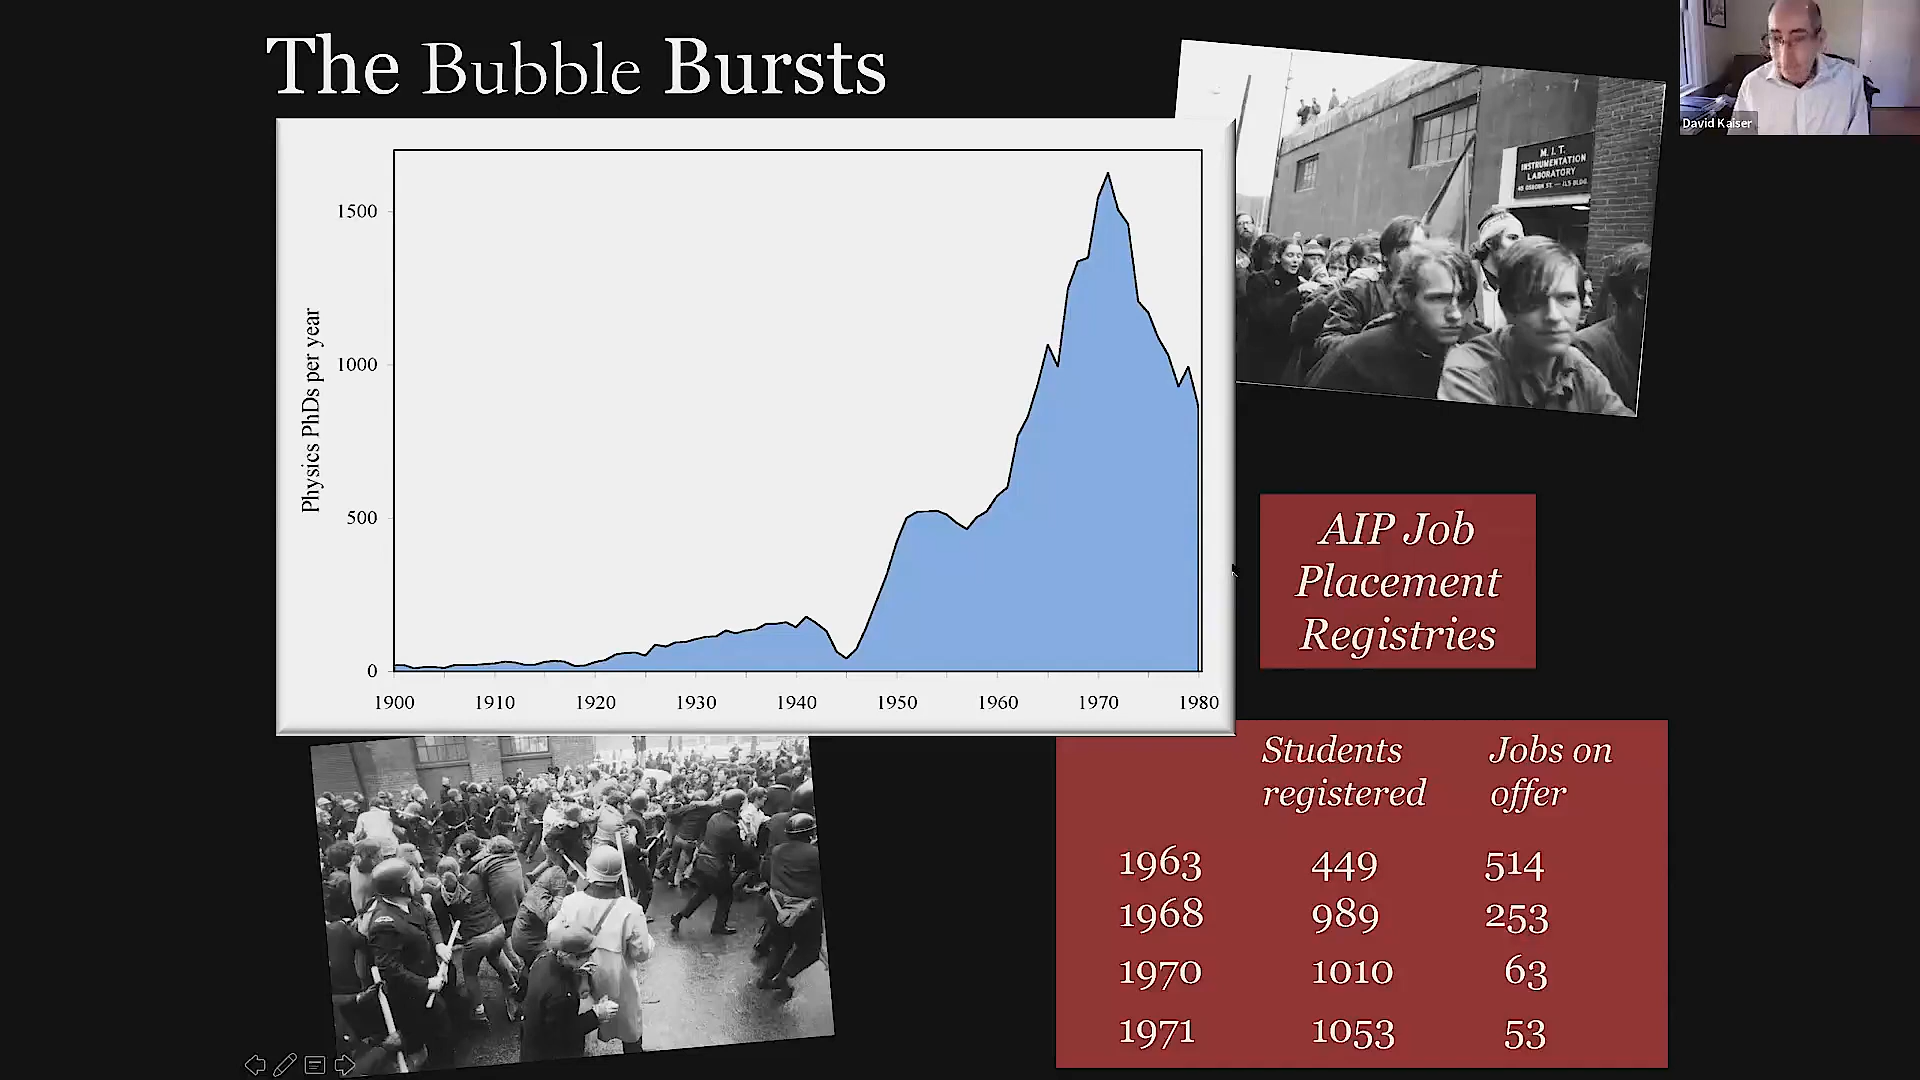 The Bubble Bursts
David Kaiser
M.I.T.
INSTRUMENTATION
LABORATORY
Physics PhDs per year
1500
1000
500
0
1900 1910 1920 1930 1940 1950 1960 1970 1980
AIP Job
Placement
Registries
Students Jobs on
registered offer
1963 449 514
1968 989 253
1970 1010 63
1971 1053 53